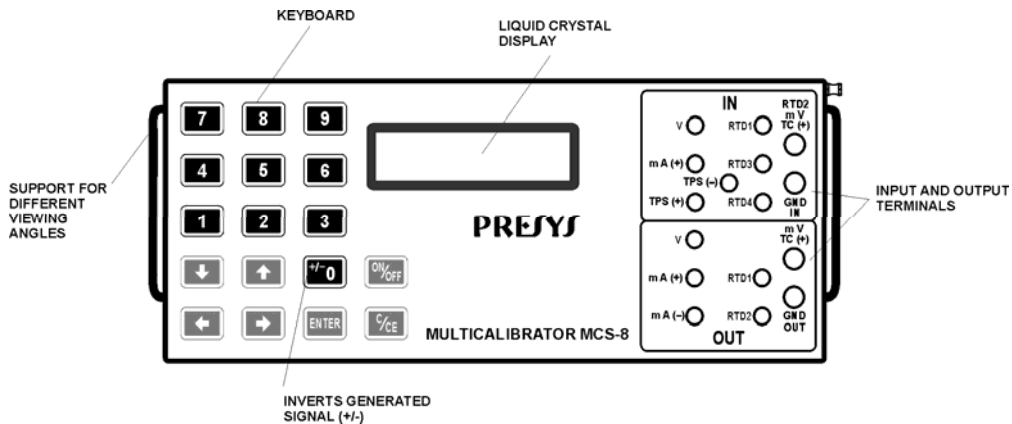 KEYBOARD
LIQUID CRYSTAL
DISPLAY
7 8 9
4 5 6
1 2 3
+/- 0 ON/OFF
ENTER C/CE
SUPPORT FOR
DIFFERENT
VIEWING
ANGLES
PRESYS
MULTICALIBRATOR MCS-8
IN
V RTD1
RTD2
mV
TC (+)
mA (+) RTD3
TPS (–)
TPS (+) RTD4
GND
IN
V
mV
TC (+)
mA (+) RTD1
mA (–) RTD2
GND
OUT
OUT
INPUT AND OUTPUT
TERMINALS
INVERTS GENERATED
SIGNAL (+/-)